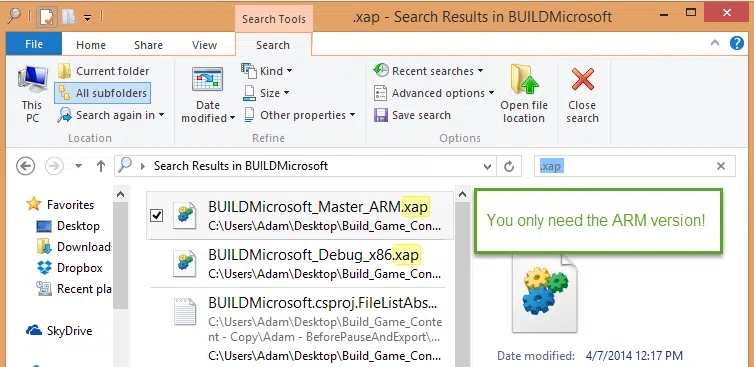 Search Tools
.xap - Search Results in BUILDMicrosoft
File
Home
Share
View
Search
This
PC
Current folder
All subfolders
Search again in
Location
Date
modified
Kind
Size
Other properties
Refine
Recent searches
Advanced options
Save search
Options
Open file
location
Close
search
Search Results in BUILDMicrosoft
.xap
Favorites
Desktop
Download
Dropbox
Recent pla
SkyDrive
BUILDMicrosoft_Master_ARM.xap
C:\Users\Adam\Desktop\Build_Game_Con...
BUILDMicrosoft_Debug_x86.xap
C:\Users\Adam\Desktop\Build_Game_Con...
BUILDMicrosoft.csproj.FileListAbs...
C:\Users\Adam\Desktop\Build_Game_Conte
nt - Copy\Adam - BeforePauseAndExport\...
C:\Users\Adam\Desktop\Build_Game_Con...
You only need the ARM version!
Date modified: 4/7/2014 12:17 PM